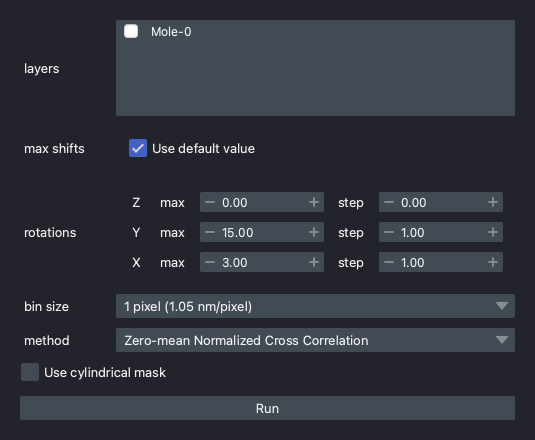 Mole-0
layers
max shifts Use default value
Z max − 0.00 + step − 0.00 +
rotations Y max − 15.00 + step − 1.00 +
X max − 3.00 + step − 1.00 +
bin size 1 pixel (1.05 nm/pixel)
method Zero-mean Normalized Cross Correlation
Use cylindrical mask
Run